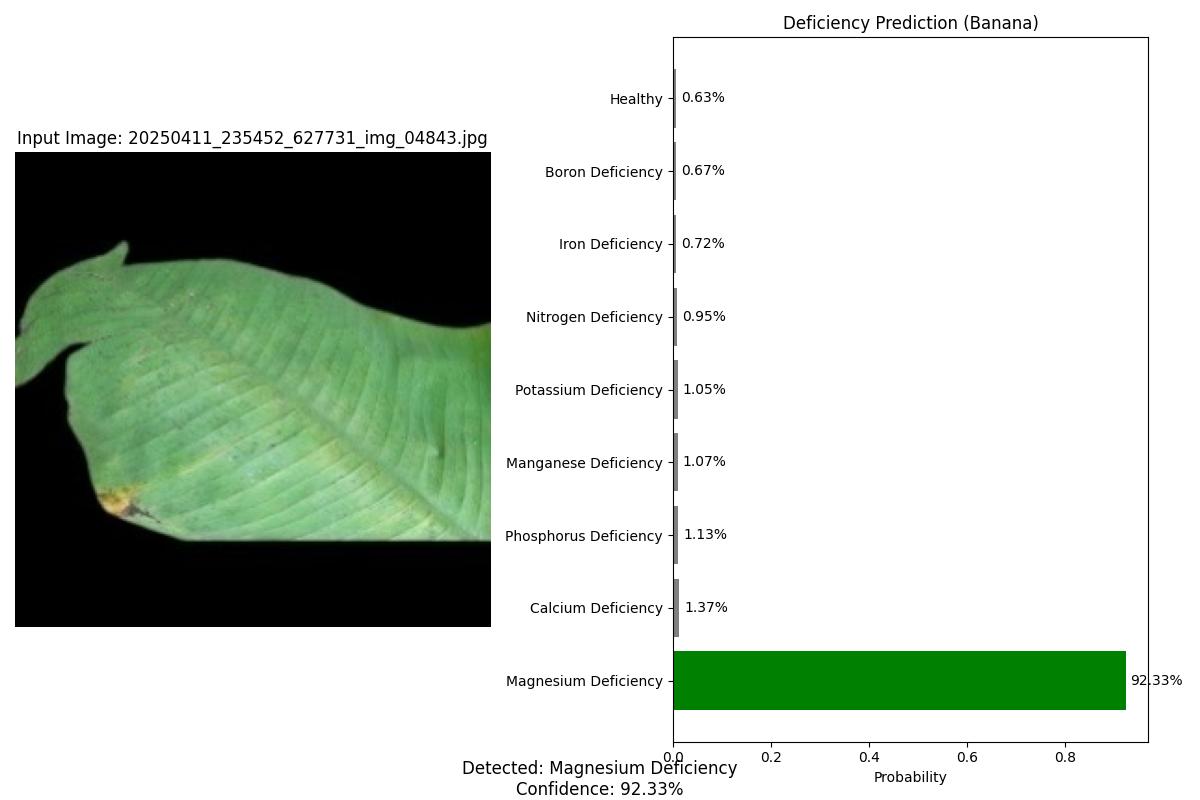 Deficiency Prediction (Banana)
Input Image: 20250411_235452_627731_img_04843.jpg
Healthy 0.63%
Boron Deficiency 0.67%
Iron Deficiency 0.72%
Nitrogen Deficiency 0.95%
Potassium Deficiency 1.05%
Manganese Deficiency 1.07%
Phosphorus Deficiency 1.13%
Calcium Deficiency 1.37%
Magnesium Deficiency 92.33%
0.0 0.2 0.4 0.6 0.8
Probability
Detected: Magnesium Deficiency
Confidence: 92.33%